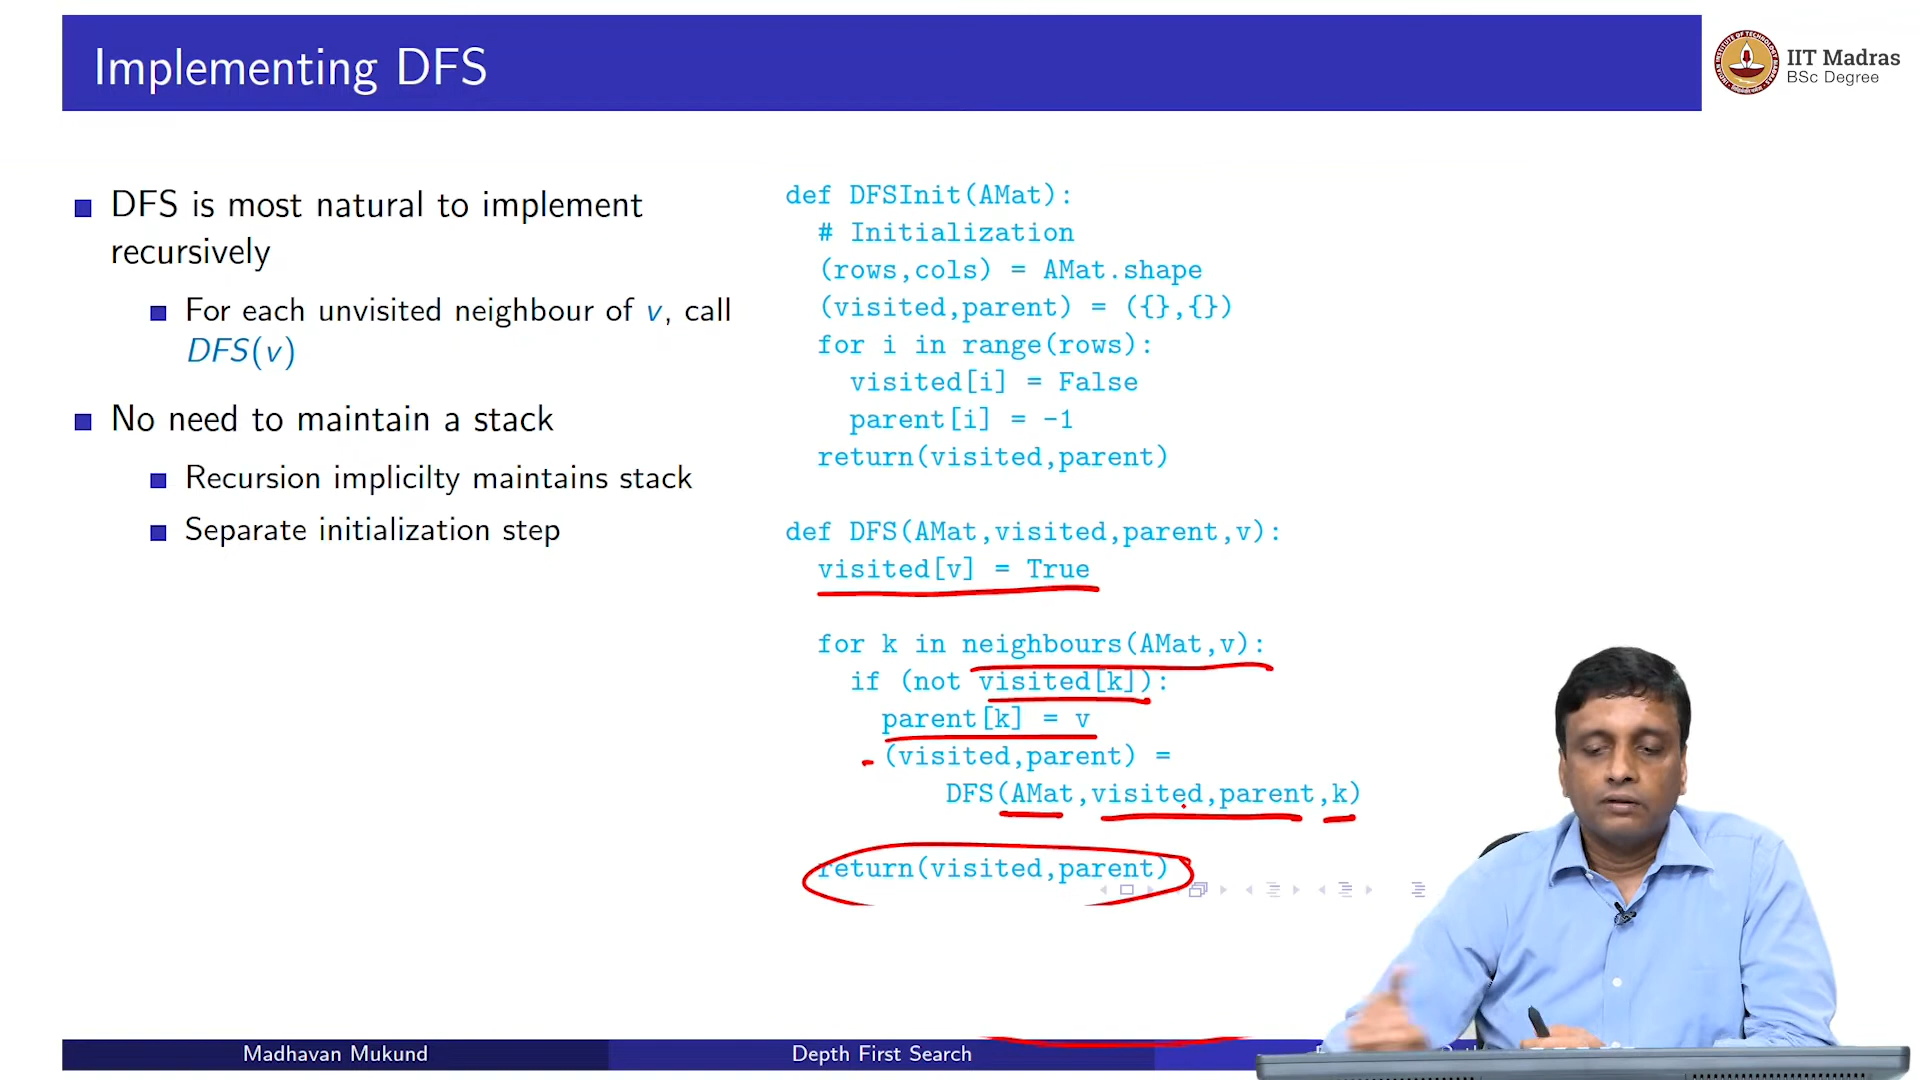 Implementing DFS
IIT Madras
BSc Degree
DFS is most natural to implement
recursively
For each unvisited neighbour of v, call
DFS(v)
No need to maintain a stack
Recursion implicilty maintains stack
Separate initialization step
def DFSInit(AMat):
# Initialization
(rows,cols) = AMat.shape
(visited,parent) = ({},{})
for i in range(rows):
visited[i] = False
parent[i] = -1
return(visited,parent)
def DFS(AMat,visited,parent,v):
visited[v] = True
for k in neighbours(AMat,v):
if (not visited[k]):
parent[k] = v
(visited,parent) =
DFS(AMat,visited,parent,k)
return(visited,parent)
Madhavan Mukund
Depth First Search